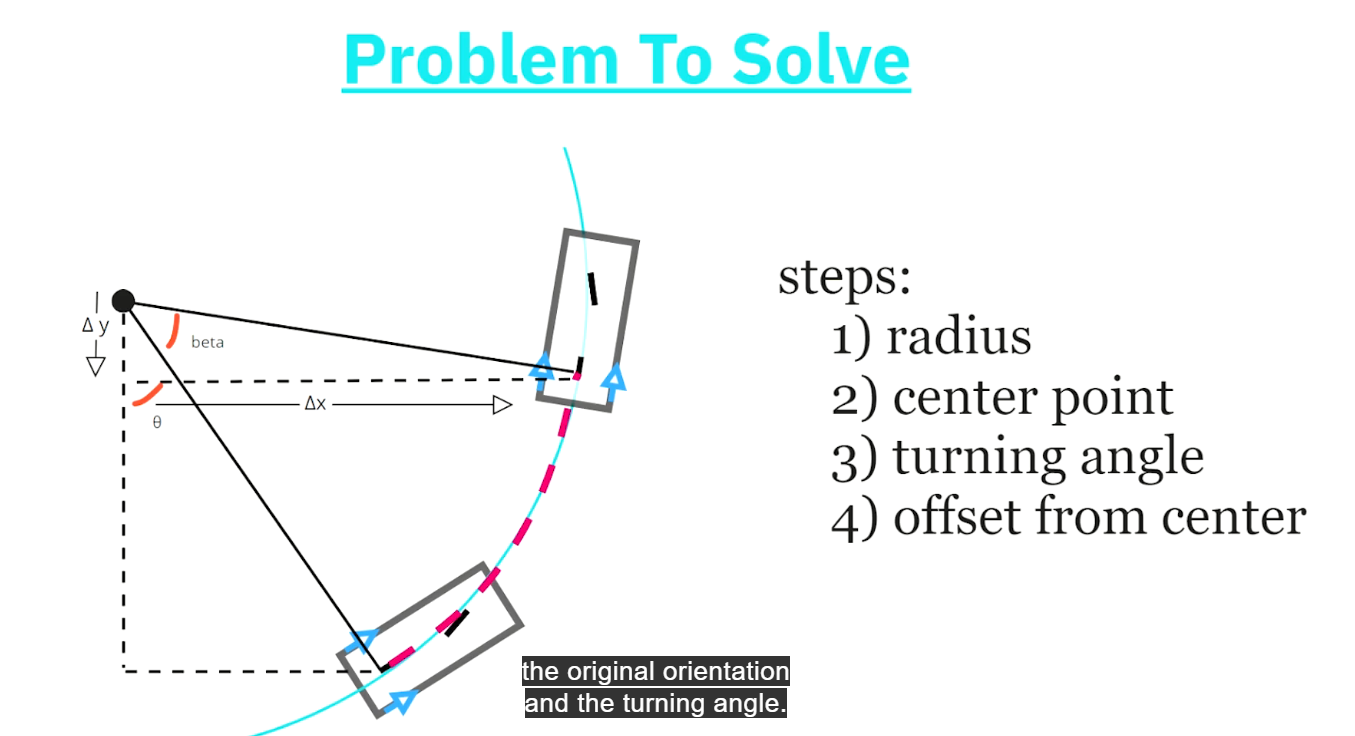 Problem To Solve
Δ y
beta
θ
Δx
steps:
1) radius
2) center point
3) turning angle
4) offset from center
the original orientation
and the turning angle.